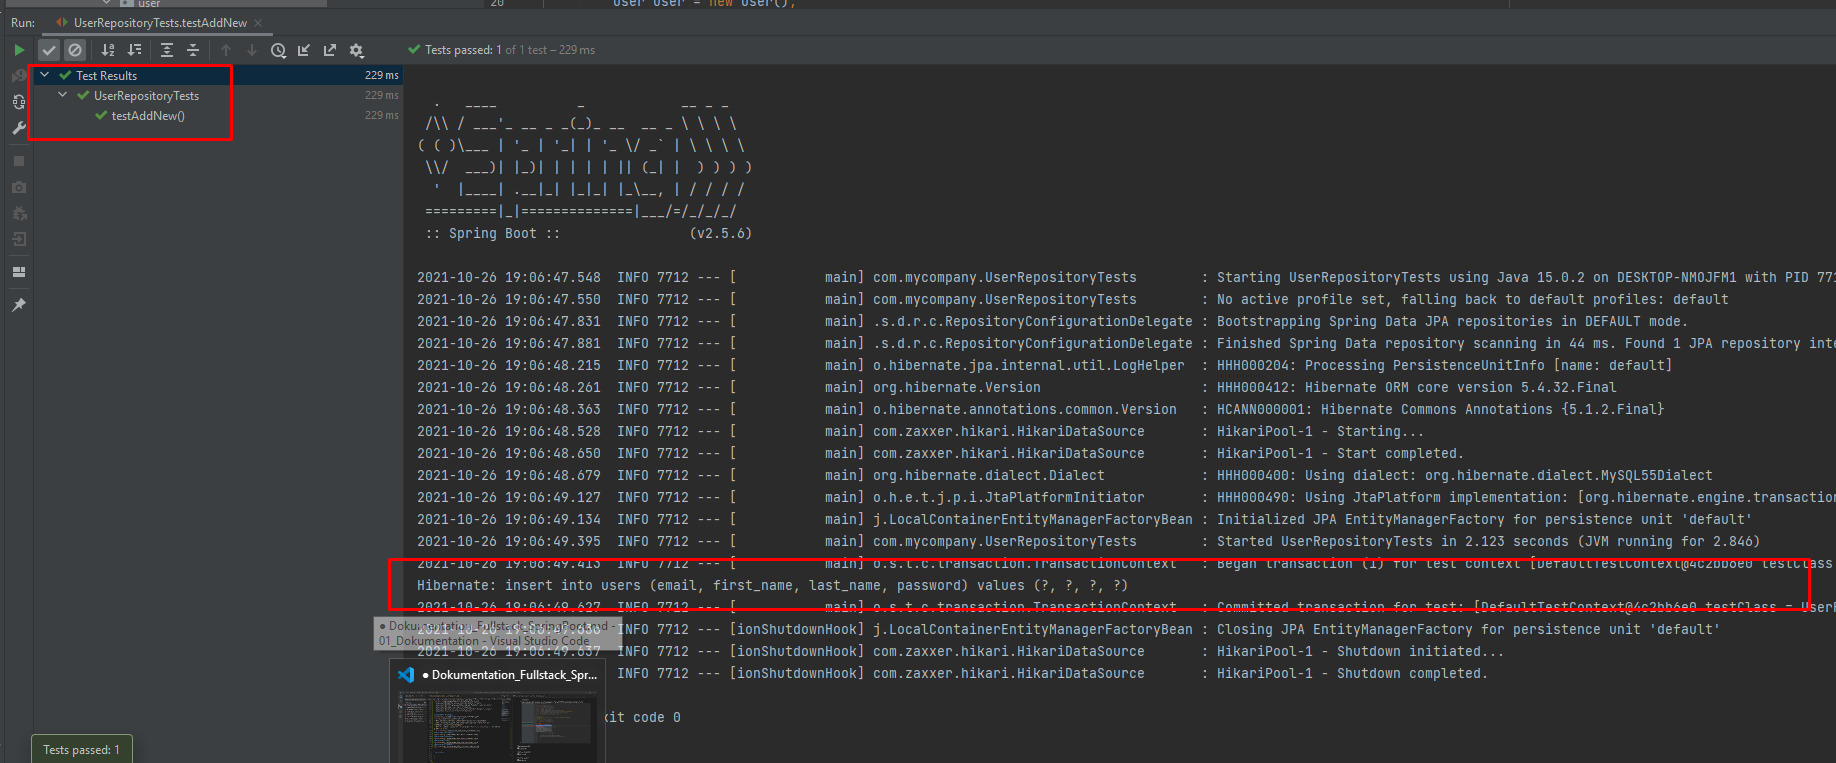 user
20 User user = new User();
Run: UserRepositoryTests.testAddNew
Tests passed: 1 of 1 test – 229 ms
Test Results 229 ms
UserRepositoryTests 229 ms
testAddNew() 229 ms
  .   ____          _            __ _ _
 /\\ / ___'_ __ _ _(_)_ __  __ _ \ \ \ \
( ( )\___ | '_ | '_| | '_ \/ _` | \ \ \ \
 \\/  ___)| |_)| | | | | || (_| |  ) ) ) )
  '  |____| .__|_| |_|_| |_\__, | / / / /
 =========|_|==============|___/=/_/_/_/
 :: Spring Boot ::                (v2.5.6)
2021-10-26 19:06:47.548  INFO 7712 --- [           main] com.mycompany.UserRepositoryTests        : Starting UserRepositoryTests using Java 15.0.2 on DESKTOP-NMOJFM1 with PID 771
2021-10-26 19:06:47.550  INFO 7712 --- [           main] com.mycompany.UserRepositoryTests        : No active profile set, falling back to default profiles: default
2021-10-26 19:06:47.831  INFO 7712 --- [           main] .s.d.r.c.RepositoryConfigurationDelegate : Bootstrapping Spring Data JPA repositories in DEFAULT mode.
2021-10-26 19:06:47.881  INFO 7712 --- [           main] .s.d.r.c.RepositoryConfigurationDelegate : Finished Spring Data repository scanning in 44 ms. Found 1 JPA repository inte
2021-10-26 19:06:48.215  INFO 7712 --- [           main] o.hibernate.jpa.internal.util.LogHelper  : HHH000204: Processing PersistenceUnitInfo [name: default]
2021-10-26 19:06:48.261  INFO 7712 --- [           main] org.hibernate.Version                    : HHH000412: Hibernate ORM core version 5.4.32.Final
2021-10-26 19:06:48.363  INFO 7712 --- [           main] o.hibernate.annotations.common.Version   : HCANN000001: Hibernate Commons Annotations {5.1.2.Final}
2021-10-26 19:06:48.528  INFO 7712 --- [           main] com.zaxxer.hikari.HikariDataSource       : HikariPool-1 - Starting...
2021-10-26 19:06:48.650  INFO 7712 --- [           main] com.zaxxer.hikari.HikariDataSource       : HikariPool-1 - Start completed.
2021-10-26 19:06:48.679  INFO 7712 --- [           main] org.hibernate.dialect.Dialect            : HHH000400: Using dialect: org.hibernate.dialect.MySQL55Dialect
2021-10-26 19:06:49.127  INFO 7712 --- [           main] o.h.e.t.j.p.i.JtaPlatformInitiator       : HHH000490: Using JtaPlatform implementation: [org.hibernate.engine.transaction
2021-10-26 19:06:49.134  INFO 7712 --- [           main] j.LocalContainerEntityManagerFactoryBean : Initialized JPA EntityManagerFactory for persistence unit 'default'
2021-10-26 19:06:49.395  INFO 7712 --- [           main] com.mycompany.UserRepositoryTests        : Started UserRepositoryTests in 2.123 seconds (JVM running for 2.846)
2021-10-26 19:06:49.413  INFO 7712 --- [           main] o.s.t.c.transaction.TransactionContext   : Began transaction (1) for test context [DefaultTestContext@4c2bb6e0 testClass
Hibernate: insert into users (email, first_name, last_name, password) values (?, ?, ?, ?)
2021-10-26 19:06:49.627  INFO 7712 --- [           main] o.s.t.c.transaction.TransactionContext   : Committed transaction for test: [DefaultTestContext@4c2bb6e0 testClass = UserR
2021-10-26 19:06:49.636  INFO 7712 --- [ionShutdownHook] j.LocalContainerEntityManagerFactoryBean : Closing JPA EntityManagerFactory for persistence unit 'default'
● Dokumentation_Fullstack_SpringBoot.md -
01_Dokumentation - Visual Studio Code
2021-10-26 19:06:49.637  INFO 7712 --- [ionShutdownHook] com.zaxxer.hikari.HikariDataSource       : HikariPool-1 - Shutdown initiated...
INFO 7712 --- [ionShutdownHook] com.zaxxer.hikari.HikariDataSource       : HikariPool-1 - Shutdown completed.
● Dokumentation_Fullstack_Spr...
xit code 0
Tests passed: 1